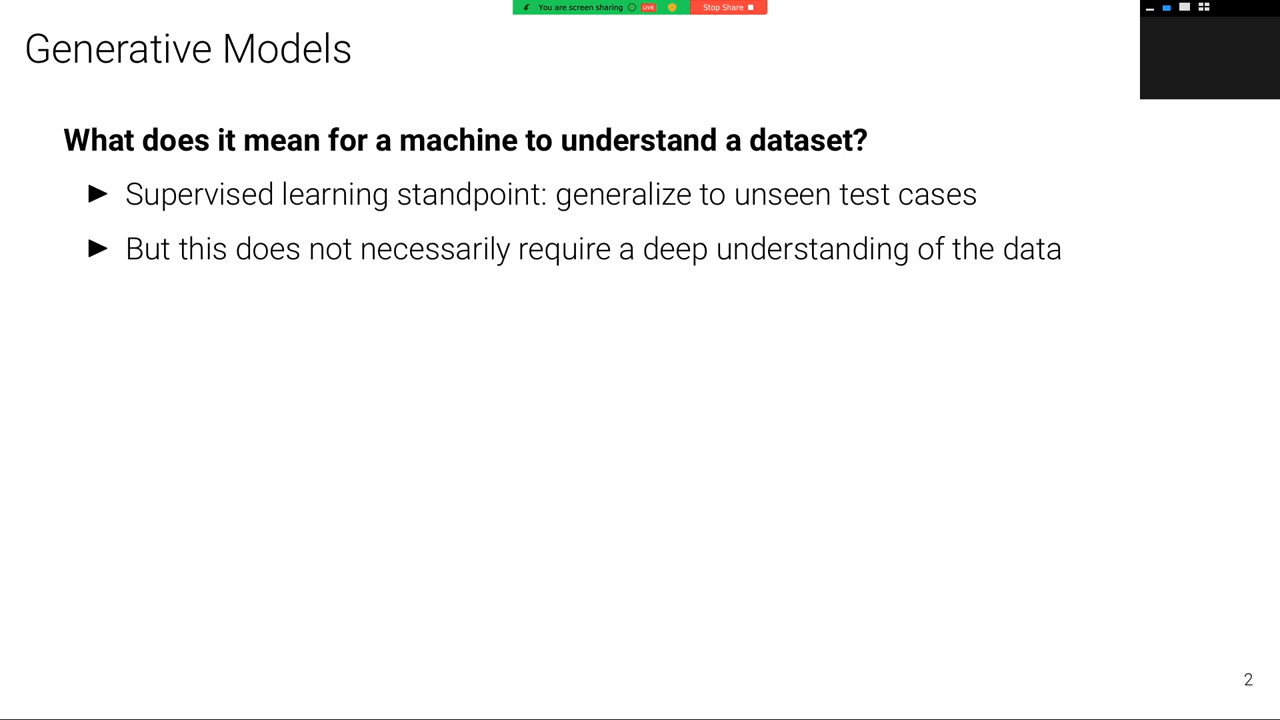 You are screen sharing LIVE Stop Share
Generative Models
What does it mean for a machine to understand a dataset?
► Supervised learning standpoint: generalize to unseen test cases
► But this does not necessarily require a deep understanding of the data
2